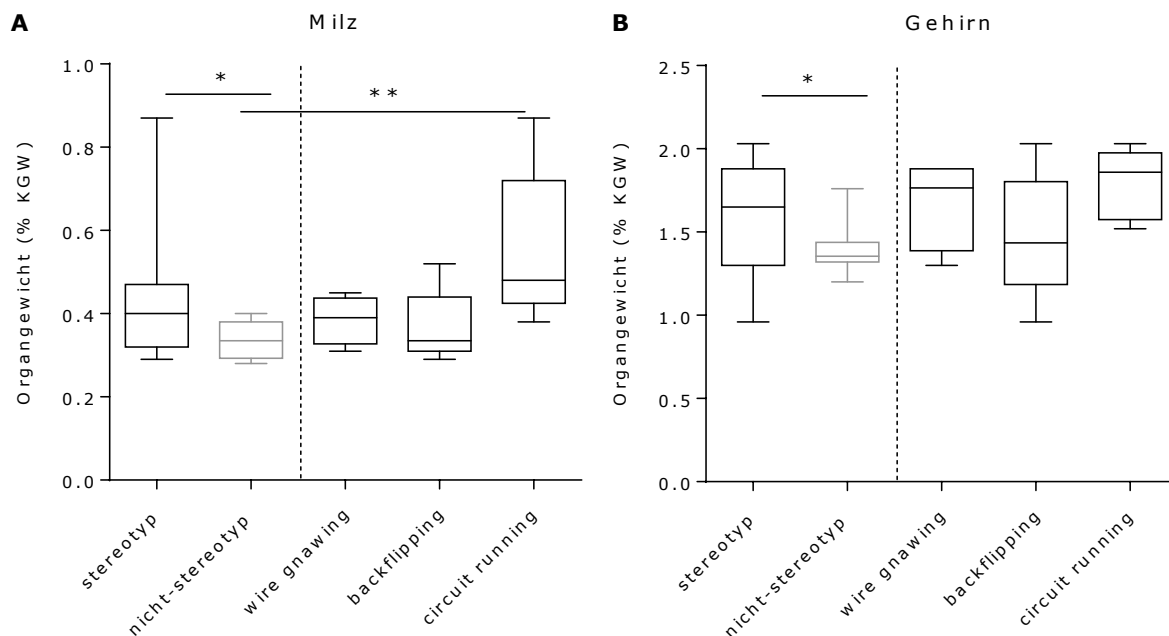 A
Milz
Organgewicht (% KGW)
1.0
0.8
0.6
0.4
0.2
0.0
*
**
stereotyp
nicht-stereotyp
wire gnawing
backflipping
circuit running
B
Gehirn
Organgewicht (% KGW)
2.5
2.0
1.5
1.0
0.5
0.0
*
stereotyp
nicht-stereotyp
wire gnawing
backflipping
circuit running